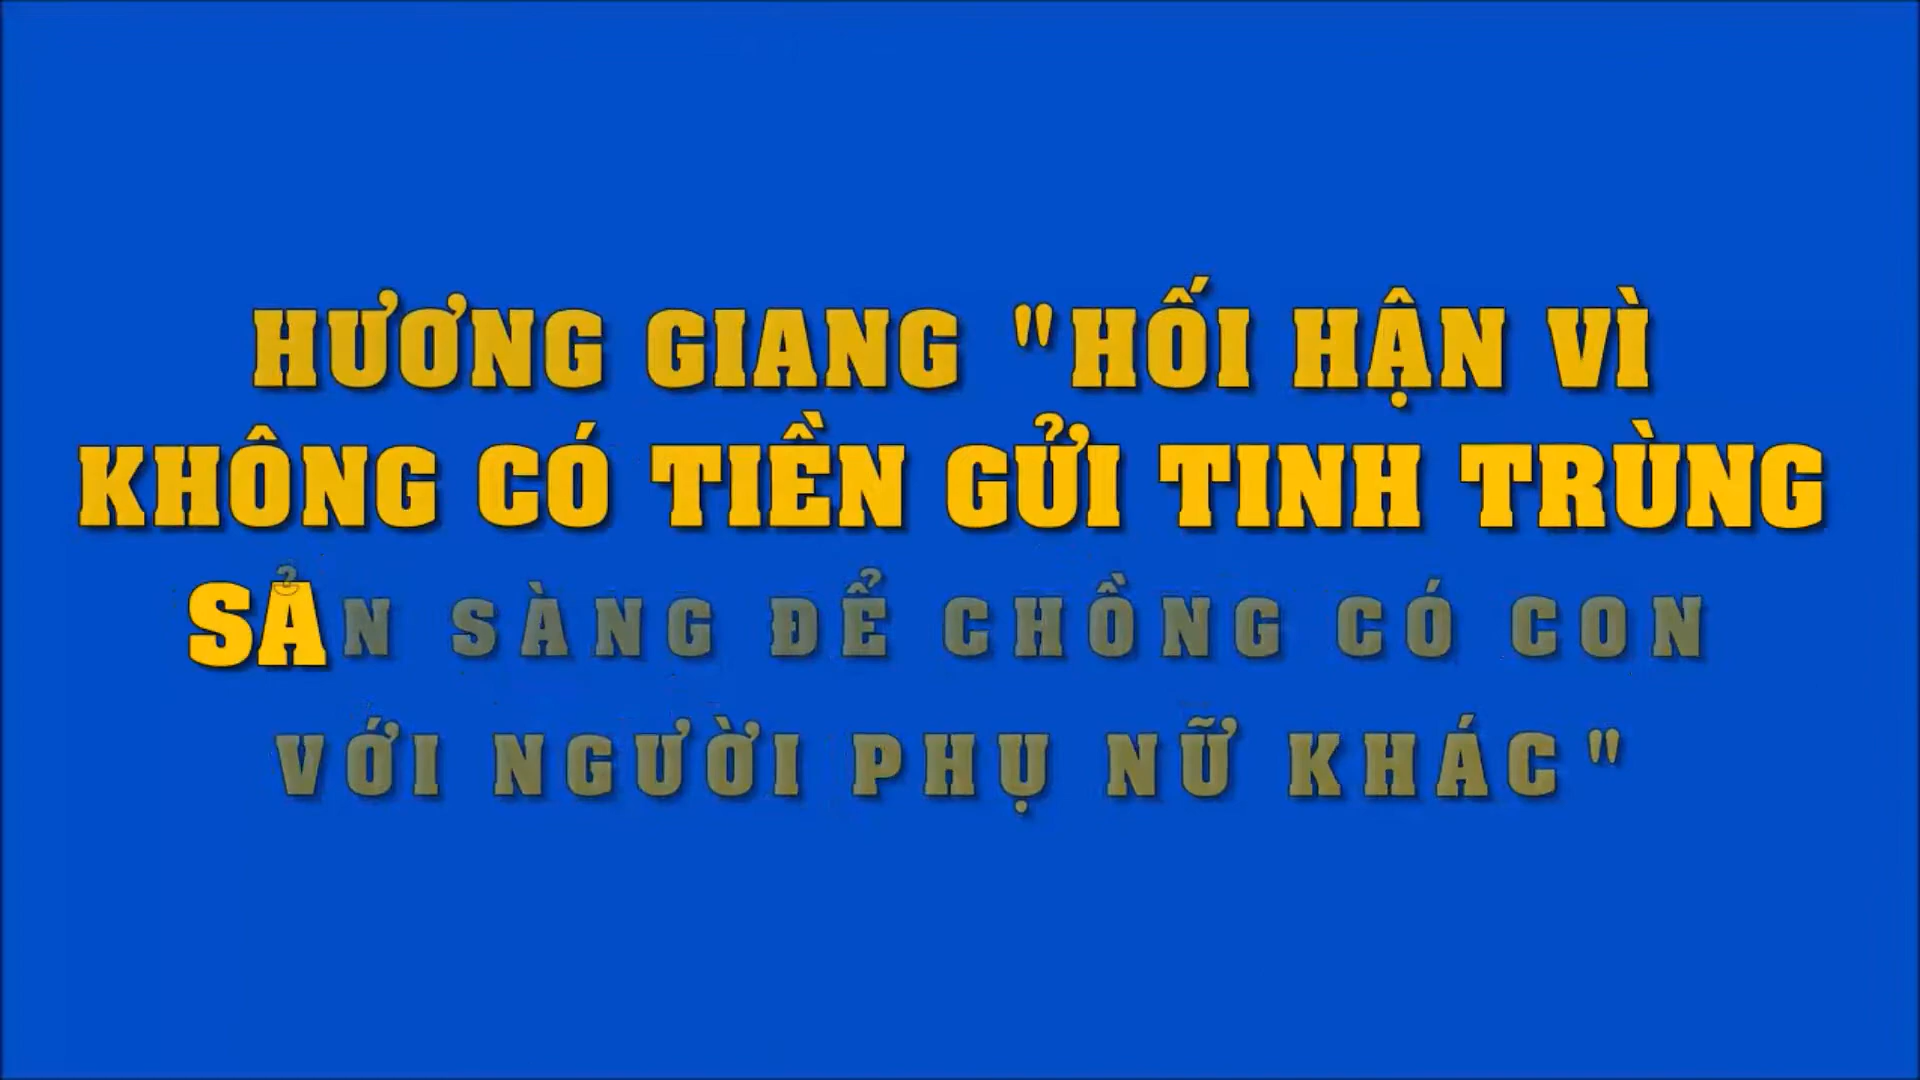 HƯƠNG GIANG "HỐI HẬN VÌ
KHÔNG CÓ TIỀN GỬI TINH TRÙNG
SẢN SÀNG ĐỂ CHỒNG CÓ CON
VỚI NGƯỜI PHỤ NỮ KHÁC"